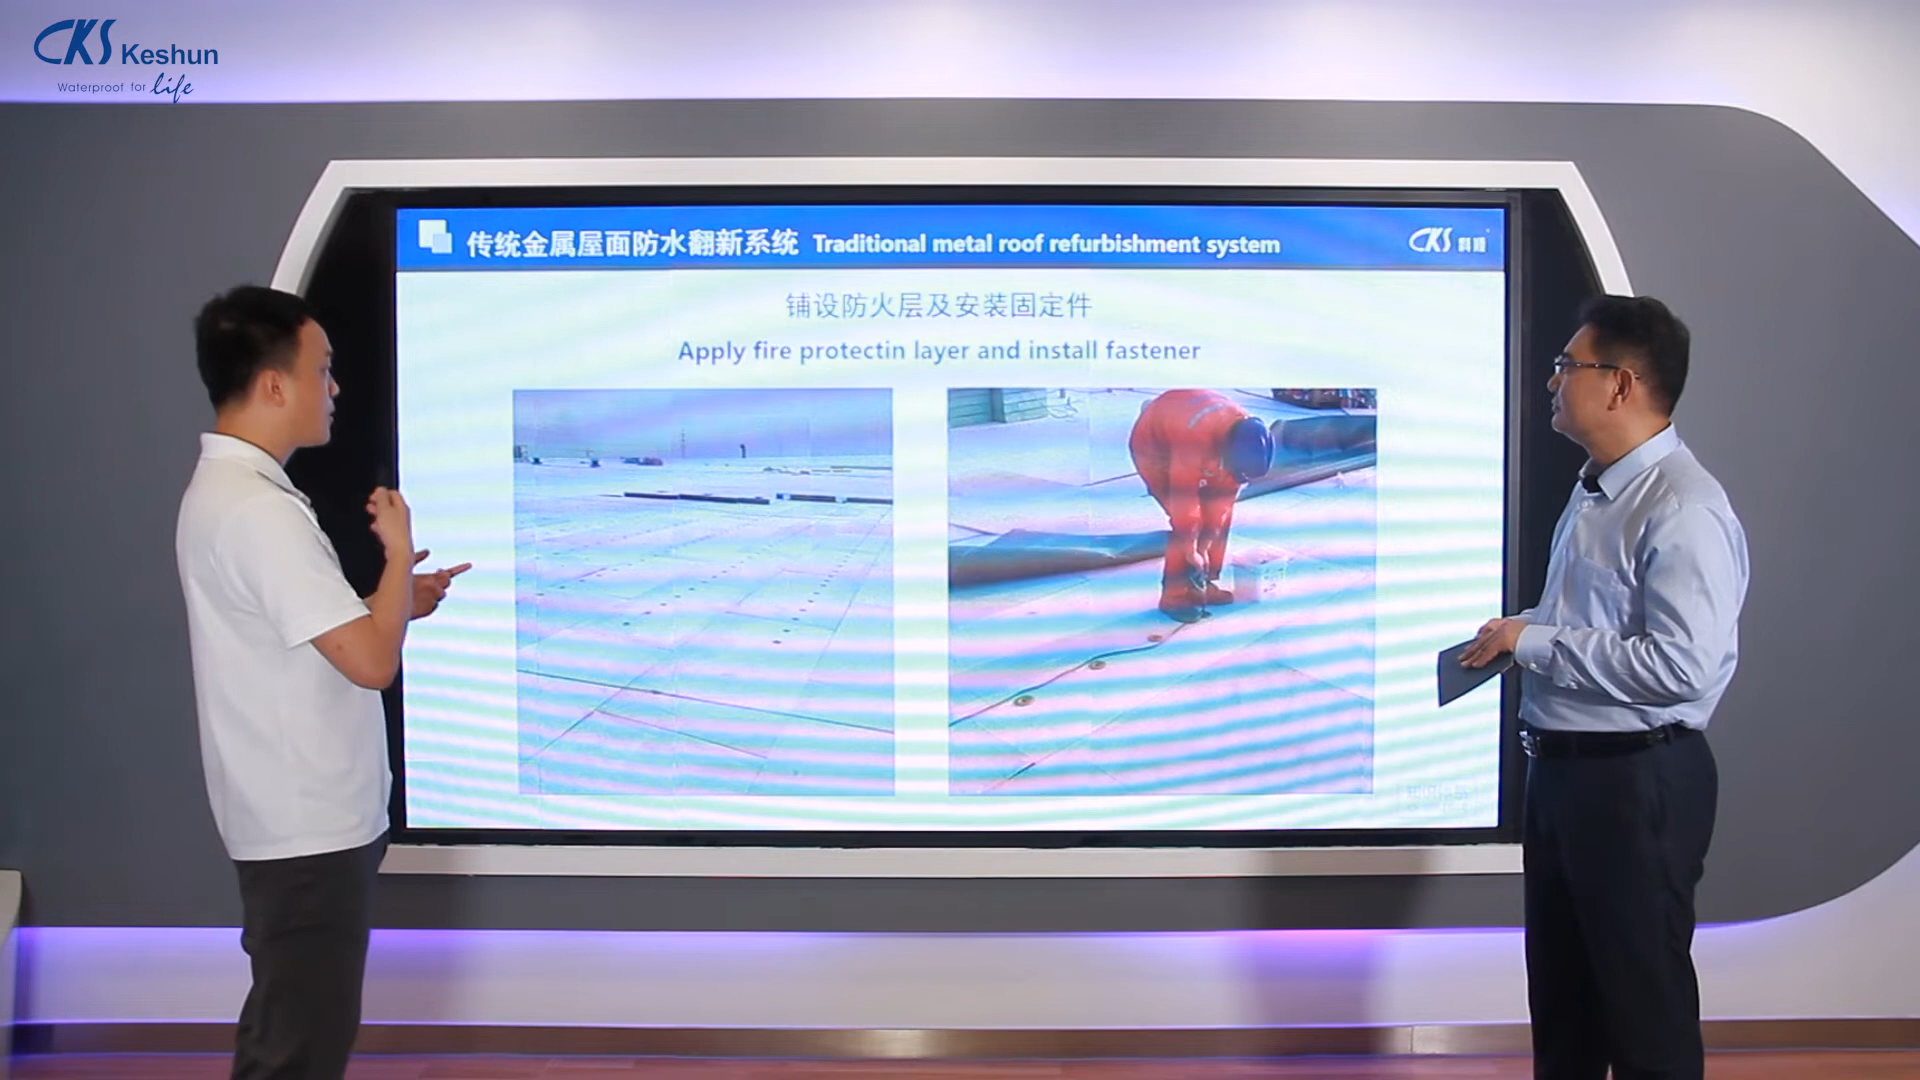 CKS Keshun
Waterproof for life
传统金属屋面防水翻新系统 Traditional metal roof refurbishment system
CKS 科顺
铺设防火层及安装固定件
Apply fire protectin layer and install fastener